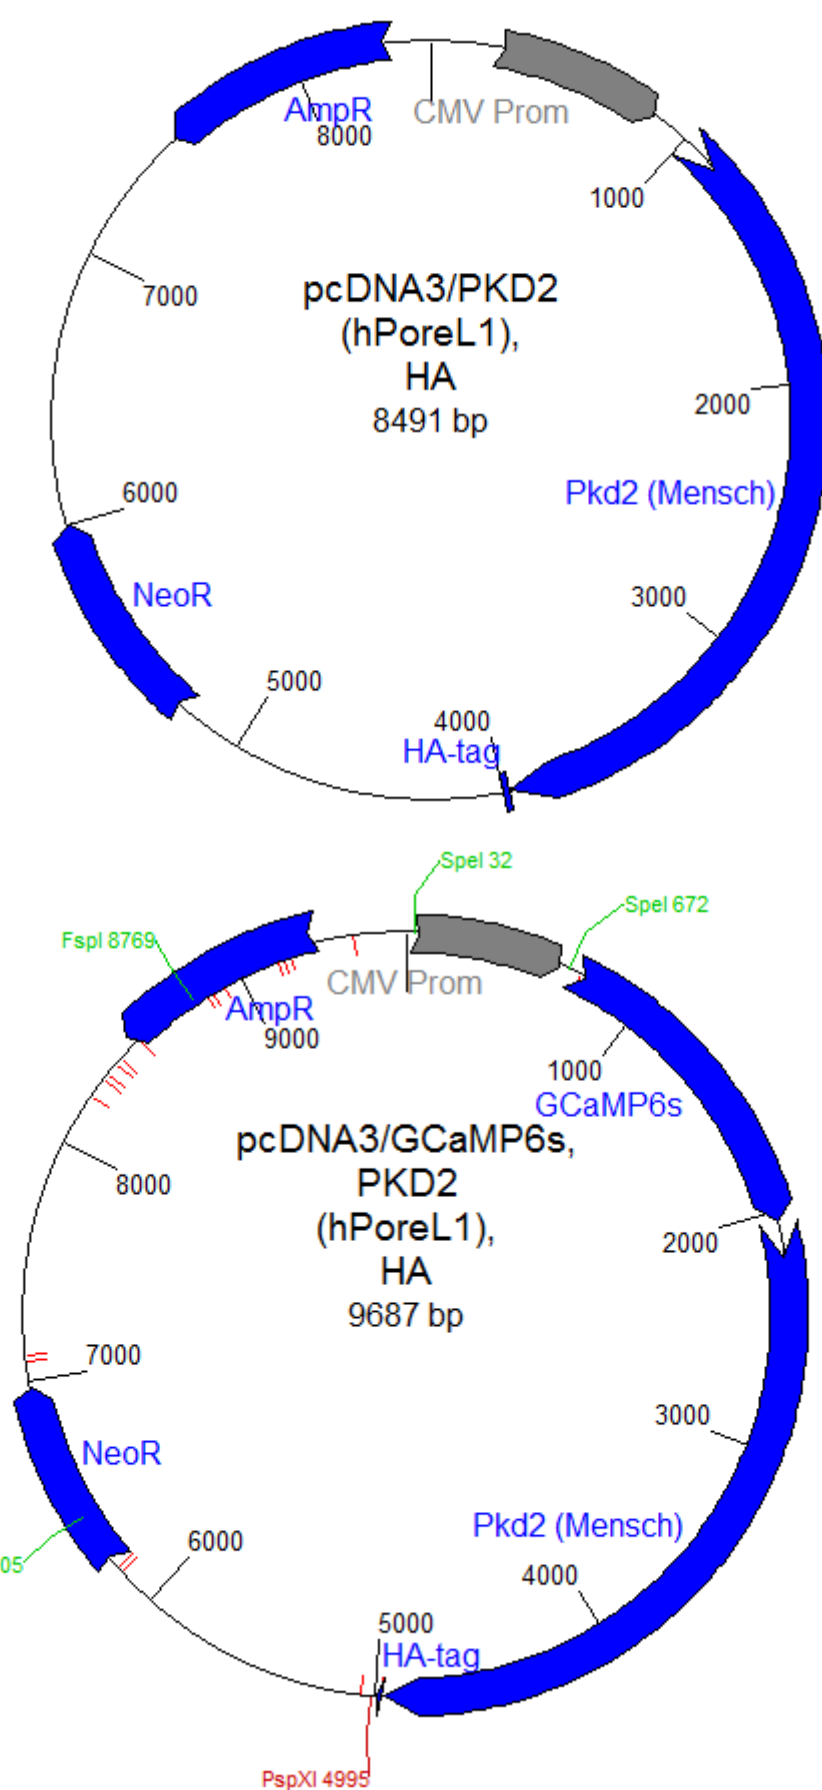 AmpR
8000
CMV Prom
1000
7000
pcDNA3/PKD2
(hPoreL1),
HA
8491 bp
2000
Pkd2 (Mensch)
6000
NeoR
3000
5000
4000
HA-tag
SpeI 32
SpeI 672
FspI 8769
CMV Prom
AmpR
9000
1000
GCaMP6s
pcDNA3/GCaMP6s,
PKD2
(hPoreL1),
HA
9687 bp
8000
2000
7000
3000
NeoR
Pkd2 (Mensch)
6000
05
4000
5000
HA-tag
PspXI 4995